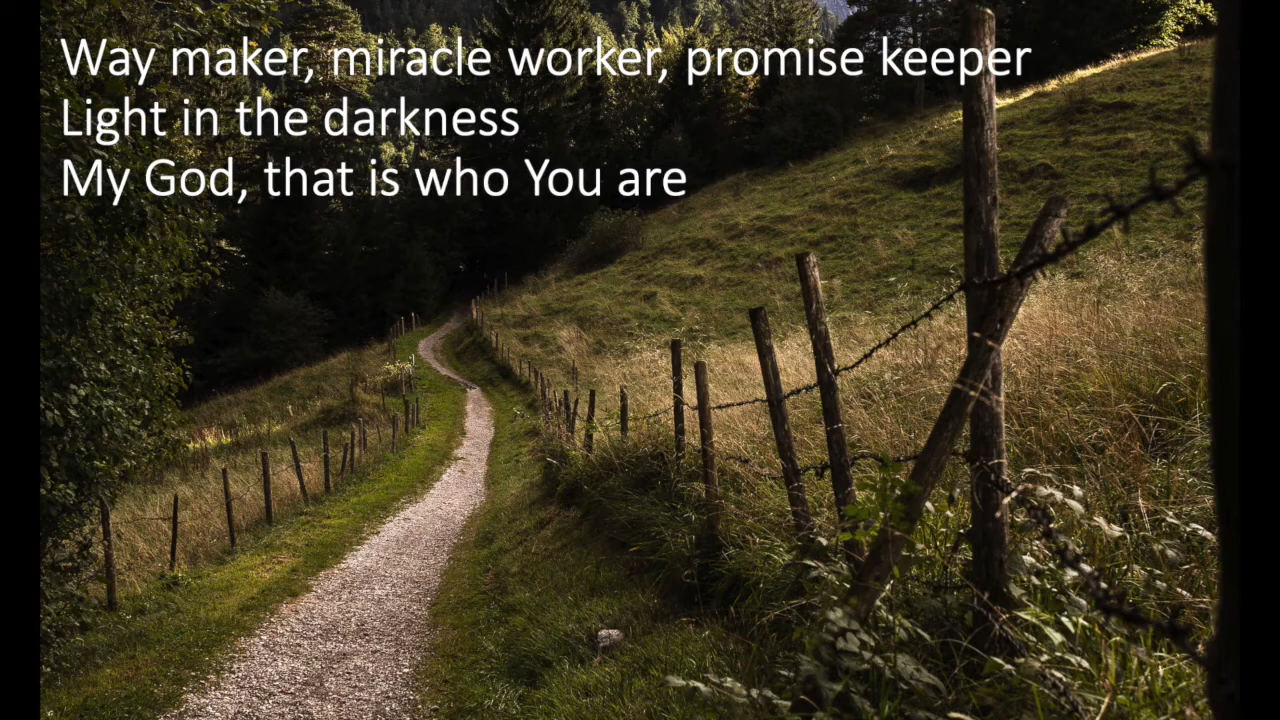 Way maker, miracle worker, promise keeper
Light in the darkness
My God, that is who You are